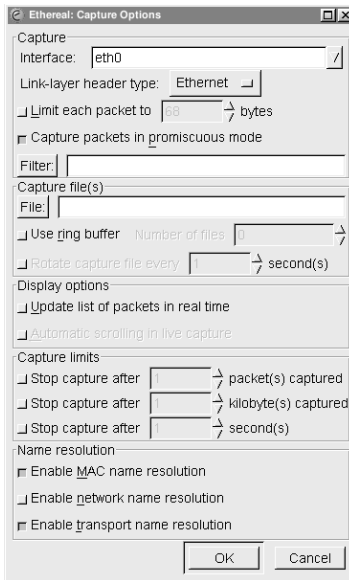 Ethereal: Capture Options
Capture
Interface: eth0
Link-layer header type: Ethernet
Limit each packet to 68 bytes
Capture packets in promiscuous mode
Filter:
Capture file(s)
File:
Use ring buffer Number of files 0
Rotate capture file every 1 second(s)
Display options
Update list of packets in real time
Automatic scrolling in live capture
Capture limits
Stop capture after 1 packet(s) captured
Stop capture after 1 kilobyte(s) captured
Stop capture after 1 second(s)
Name resolution
Enable MAC name resolution
Enable network name resolution
Enable transport name resolution
OK Cancel